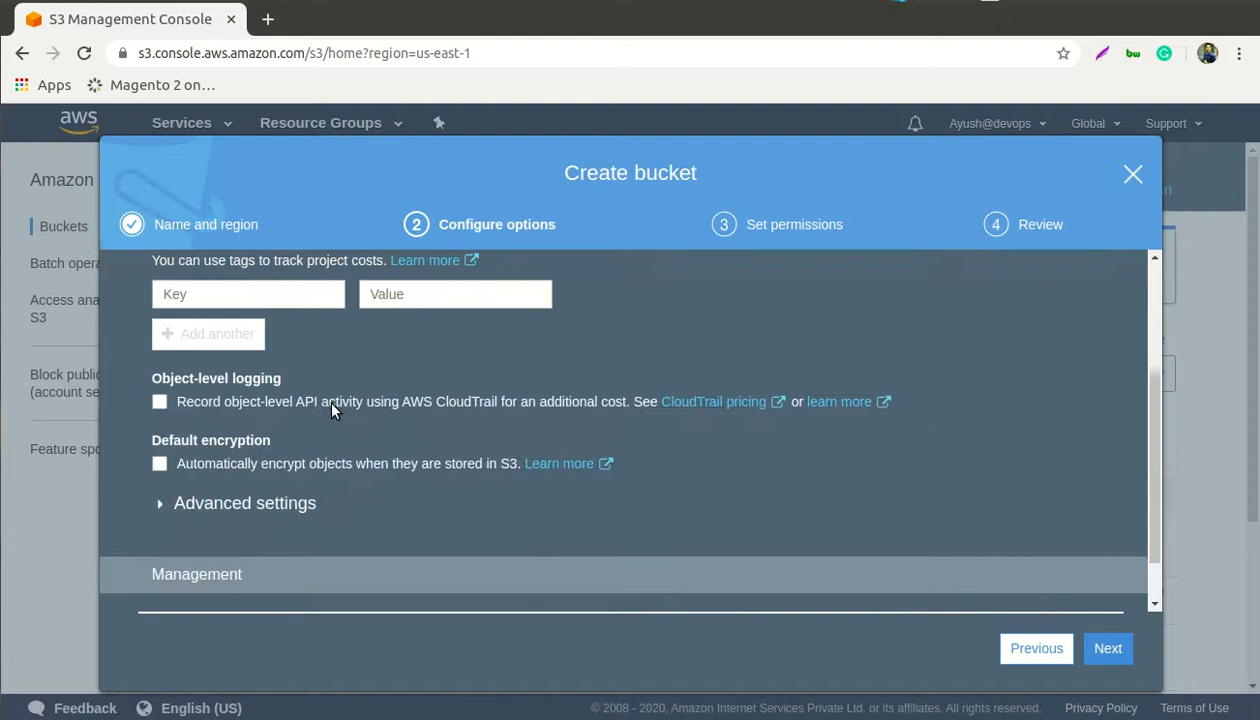 S3 Management Console
s3.console.aws.amazon.com/s3/home?region=us-east-1
bw
G
Apps
Magento 2 on…
aws
Services
Resource Groups
Ayush@devops
Global
Support
Amazon
Buckets
Batch opera
Access ana
S3
Block public
(account se
Feature spo
Create bucket
Name and region
2 Configure options
3 Set permissions
4 Review
You can use tags to track project costs. Learn more
Key
Value
Add another
Object-level logging
Record object-level API activity using AWS CloudTrail for an additional cost. See CloudTrail pricing or learn more
Default encryption
Automatically encrypt objects when they are stored in S3. Learn more
Advanced settings
Management
Previous
Next
Feedback
English (US)
© 2008 - 2020, Amazon Internet Services Private Ltd. or its affiliates. All rights reserved.
Privacy Policy
Terms of Use